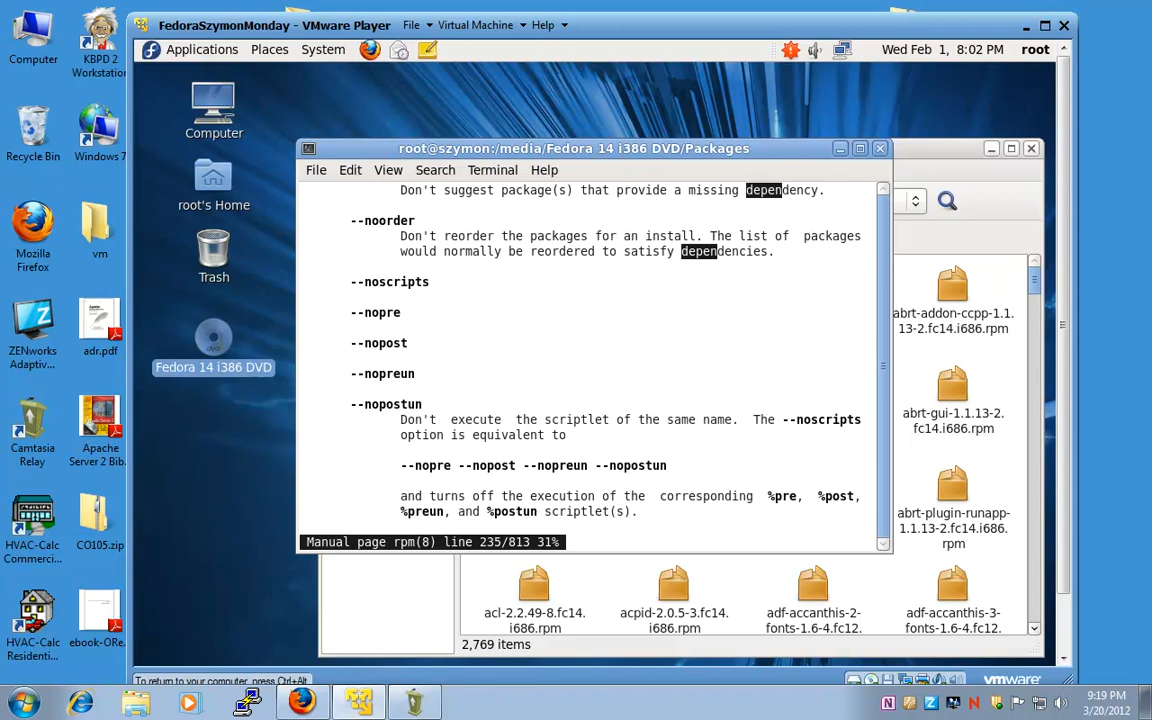 FedoraSzymonMonday - VMware Player File Virtual Machine Help
Applications Places System Wed Feb 1, 8:02 PM root
Computer
KBPD 2
Workstation
Recycle Bin
Windows 7
Mozilla
Firefox
vm
ZENworks
Adaptiv...
adr.pdf
Camtasia
Relay
Apache
Server 2 Bib...
HVAC-Calc
Commerci...
CO105.zip
HVAC-Calc
Residenti...
ebook-ORe...
Computer
root's Home
Trash
Fedora 14 i386 DVD
root@szymon:/media/Fedora 14 i386 DVD/Packages
File Edit View Search Terminal Help
Don't suggest package(s) that provide a missing dependency.
--noorder
Don't reorder the packages for an install. The list of packages
would normally be reordered to satisfy dependencies.
--noscripts
--nopre
--nopost
--nopreun
--nopostun
Don't execute the scriptlet of the same name. The --noscripts
option is equivalent to
--nopre --nopost --nopreun --nopostun
and turns off the execution of the corresponding %pre, %post,
%preun, and %postun scriptlet(s).
Manual page rpm(8) line 235/813 31%
abrt-addon-ccpp-1.1.
13-2.fc14.i686.rpm
abrt-gui-1.1.13-2.
fc14.i686.rpm
abrt-plugin-runapp-
1.1.13-2.fc14.i686.
rpm
acl-2.2.49-8.fc14.
i686.rpm
acpid-2.0.5-3.fc14.
i686.rpm
adf-accanthis-2-
fonts-1.6-4.fc12.
adf-accanthis-3-
fonts-1.6-4.fc12.
2,769 items
To return to your computer, press Ctrl+Alt.
vmware
9:19 PM
3/20/2012